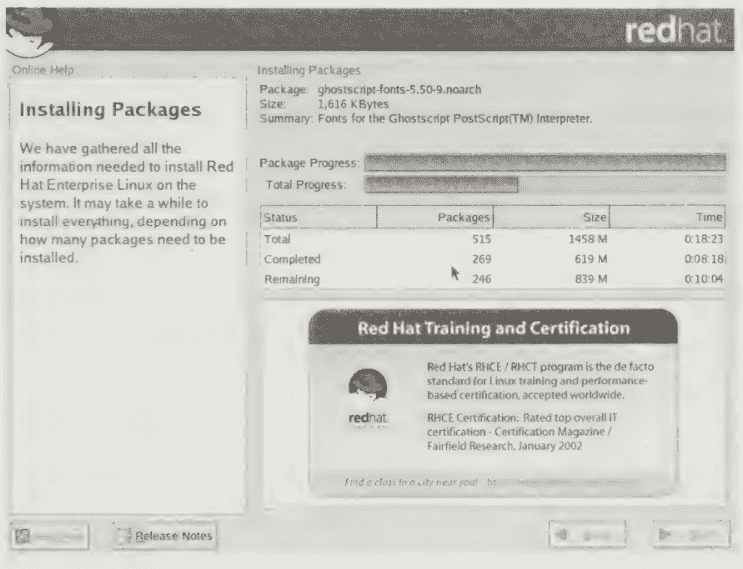 redhat
Online Help
Installing Packages
We have gathered all the
information needed to install Red
Hat Enterprise Linux on the
system. It may take a while to
install everything, depending on
how many packages need to be
installed.
Installing Packages
Package: ghostscript-fonts-5.50-9.noarch
Size: 1,616 KBytes
Summary: Fonts for the Ghostscript PostScript(TM) Interpreter.
Package Progress:
Total Progress:
Status Packages Size Time
Total 515 1458 M 0:18:23
Completed 269 619 M 0:08:18
Remaining 246 839 M 0:10:04
Red Hat Training and Certification
Red Hat's RHCE / RHCT program is the de facto
standard for Linux training and performance-
based certification, accepted worldwide.
redhat.
RHCE Certification: Rated top overall IT
certification - Certification Magazine /
Fairfield Research, January 2002
Find a class in a city near you!
Release Notes